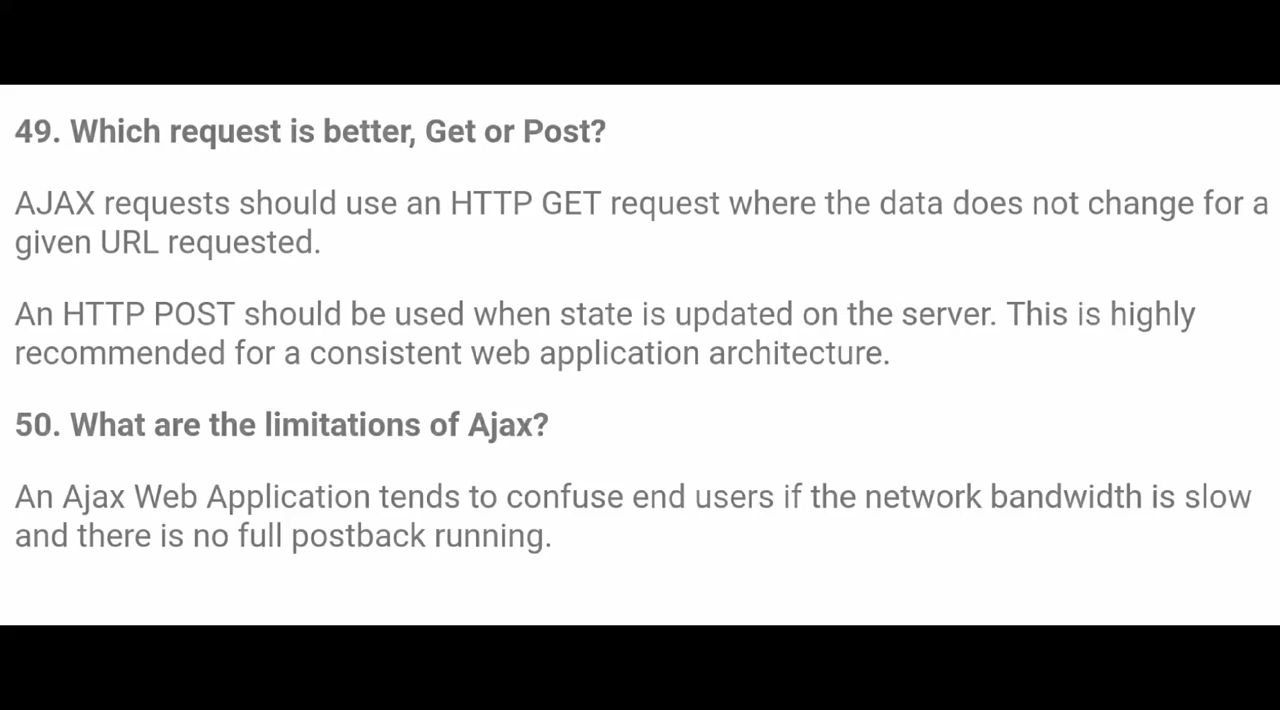 49. Which request is better, Get or Post?
AJAX requests should use an HTTP GET request where the data does not change for a
given URL requested.
An HTTP POST should be used when state is updated on the server. This is highly
recommended for a consistent web application architecture.
50. What are the limitations of Ajax?
An Ajax Web Application tends to confuse end users if the network bandwidth is slow
and there is no full postback running.